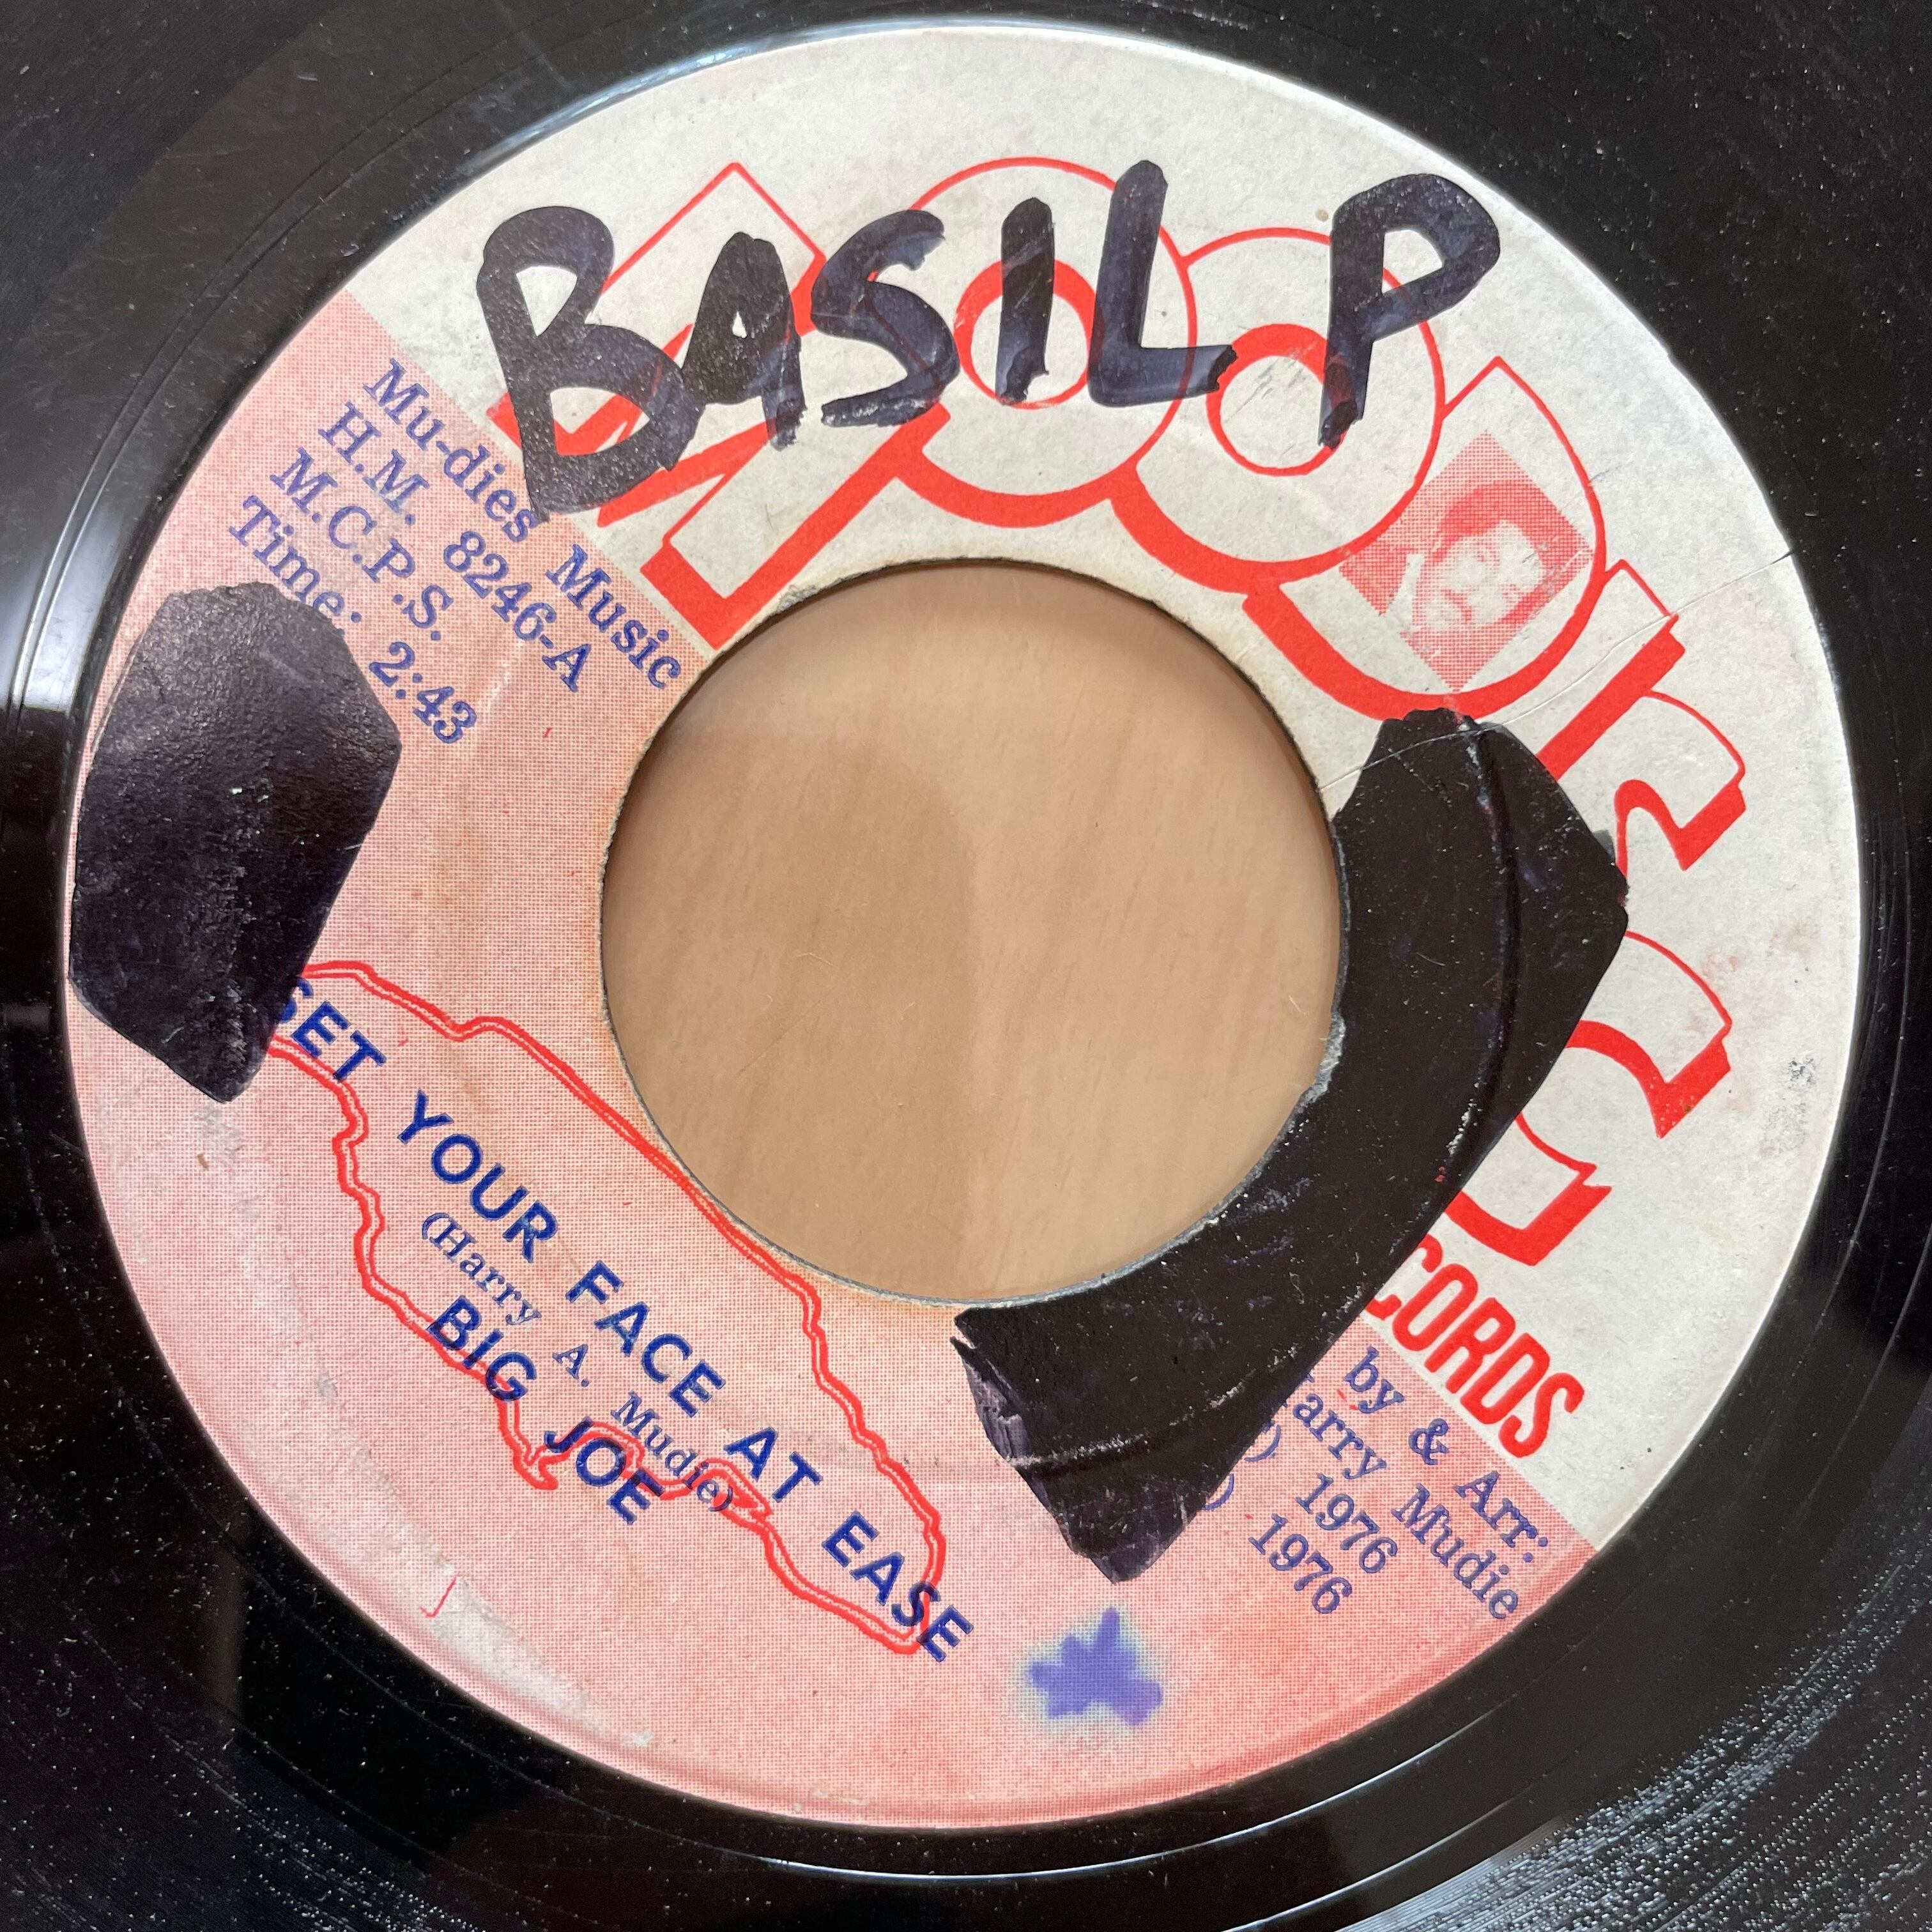 BASIL P
MOODISC
CORDS
Mu-dies Music
H.M. 8246-A
M.C.P.S.
Time: 2:43
by & Arr:
Harry Mudie
) 1976
) 1976
SET YOUR FACE AT EASE
(Harry A. Mudie)
BIG JOE